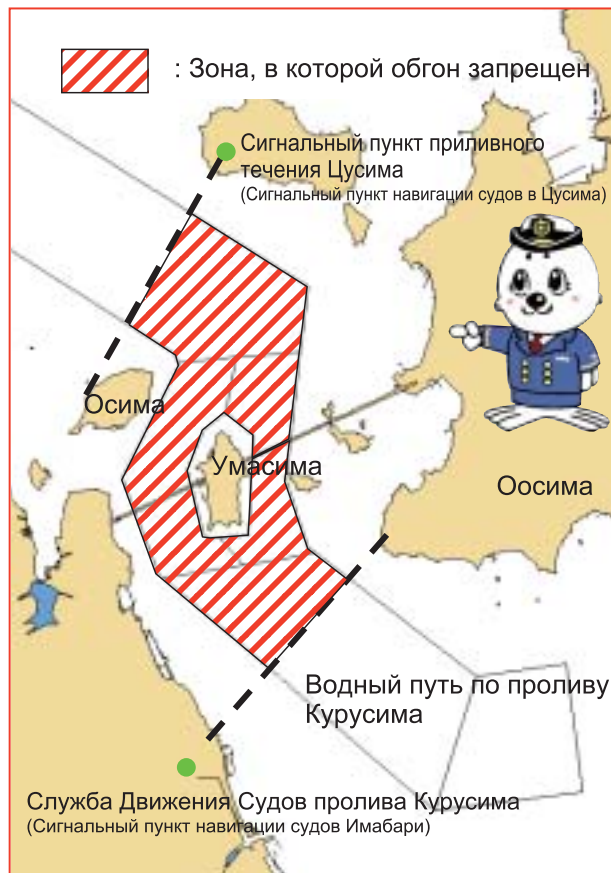 : Зона, в которой обгон запрещен
Сигнальный пункт приливного
течения Цусима
(Сигнальный пункт навигации судов в Цусима)
Осима
Умасима
Оосима
Водный путь по проливу
Курусима
Служба Движения Судов пролива Курусима
(Сигнальный пункт навигации судов Имабари)